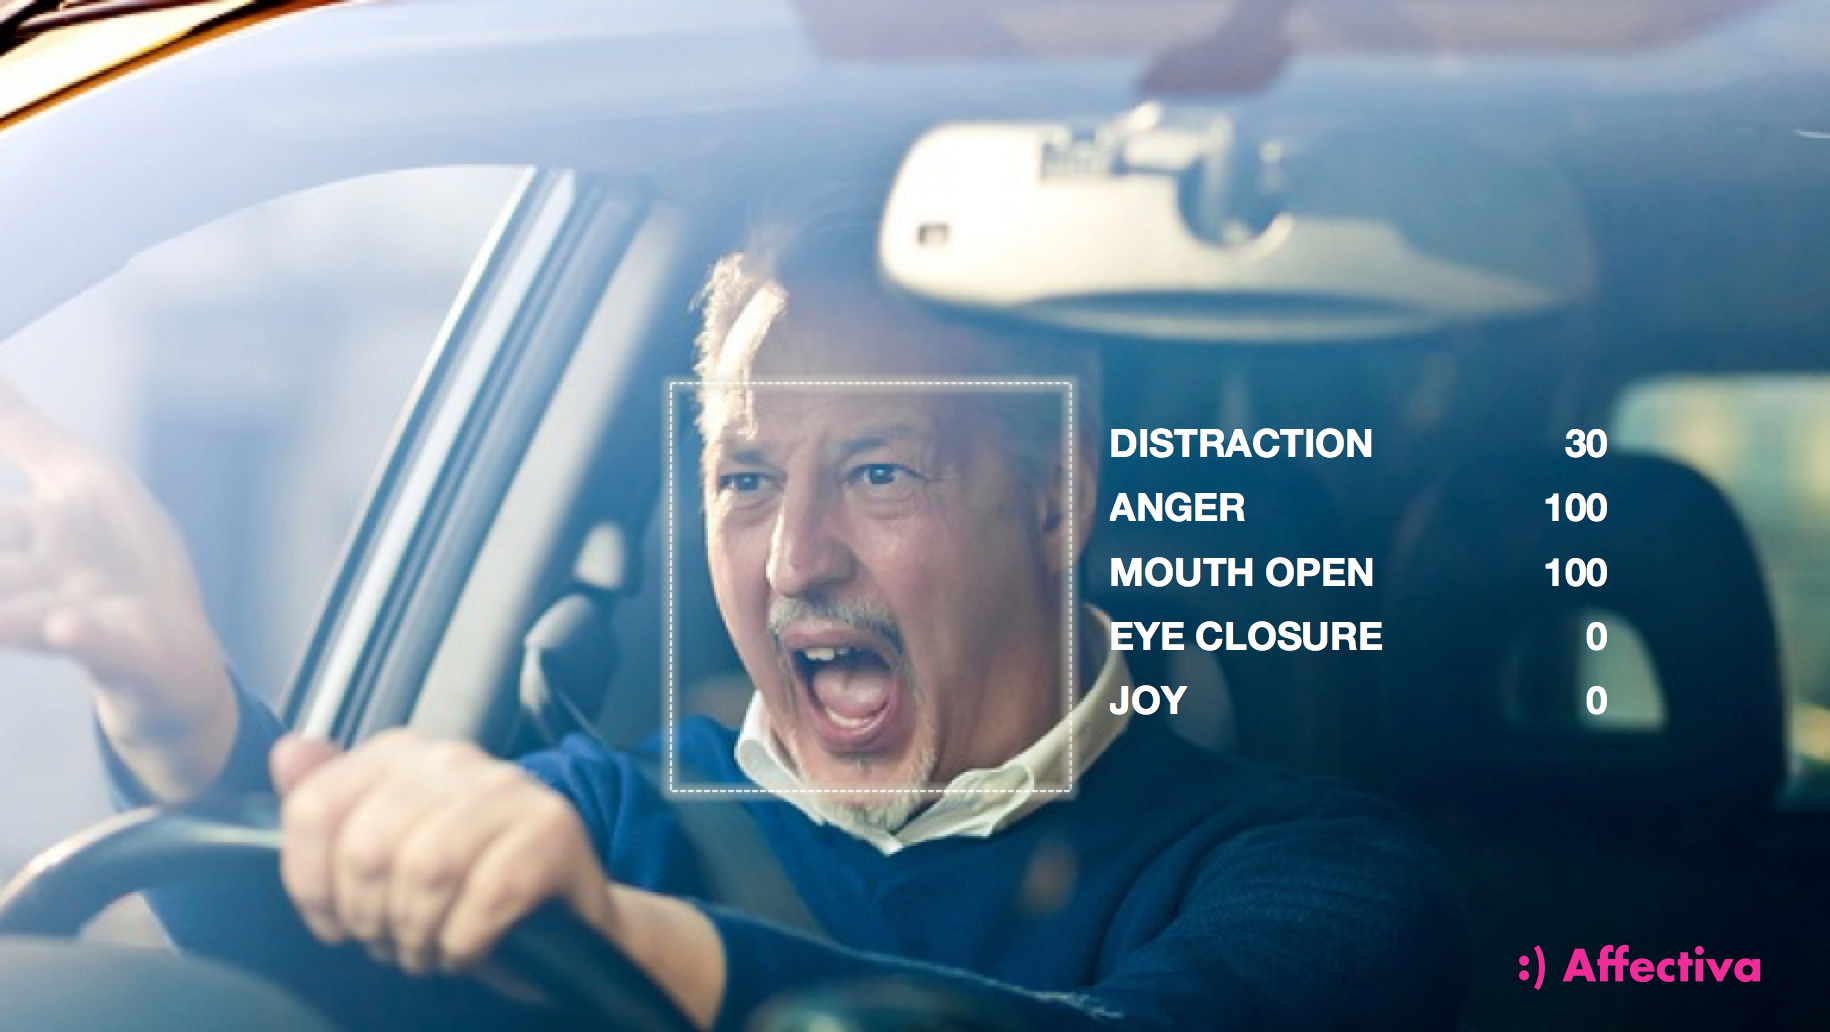 DISTRACTION 30
ANGER 100
MOUTH OPEN 100
EYE CLOSURE 0
JOY 0
:) Affectiva